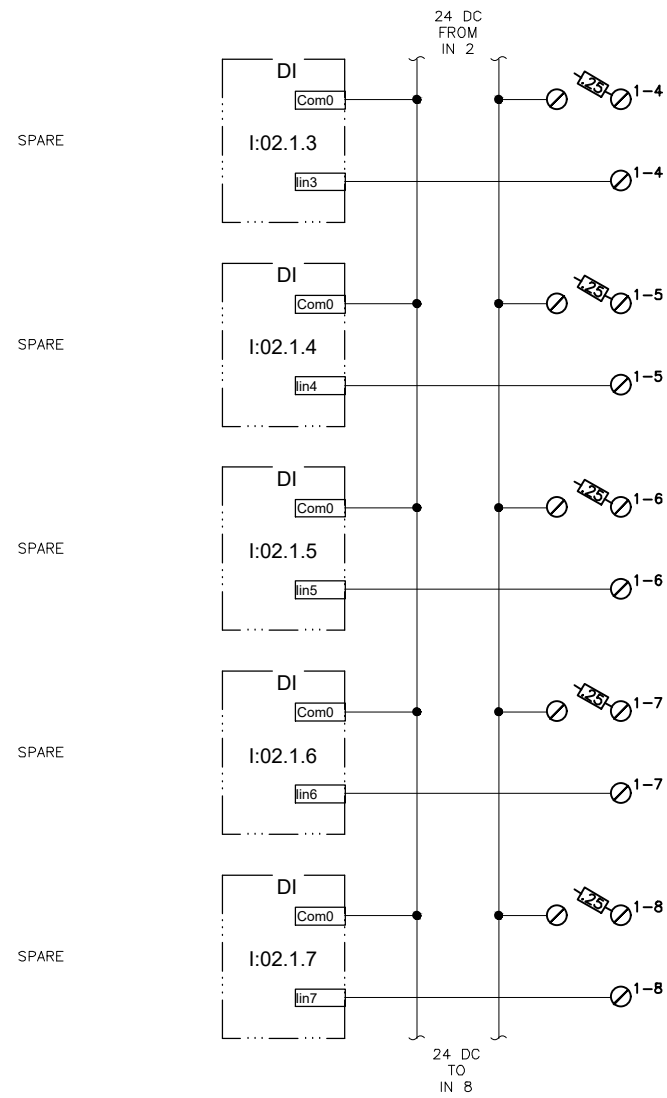 24 DC
FROM
IN 2
DI
Com0
.25
1-4
SPARE
I:02.1.3
Iin3
1-4
DI
Com0
.25
1-5
SPARE
I:02.1.4
Iin4
1-5
DI
Com0
.25
1-6
SPARE
I:02.1.5
Iin5
1-6
DI
Com0
.25
1-7
SPARE
I:02.1.6
Iin6
1-7
DI
Com0
.25
1-8
SPARE
I:02.1.7
Iin7
1-8
24 DC
TO
IN 8